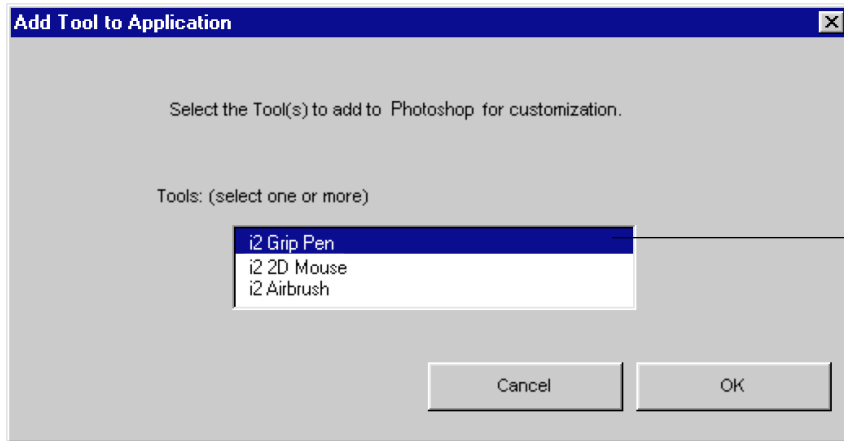 Add Tool to Application
Select the Tool(s) to add to Photoshop for customization.
Tools: (select one or more)
i2 Grip Pen
i2 2D Mouse
i2 Airbrush
Cancel OK